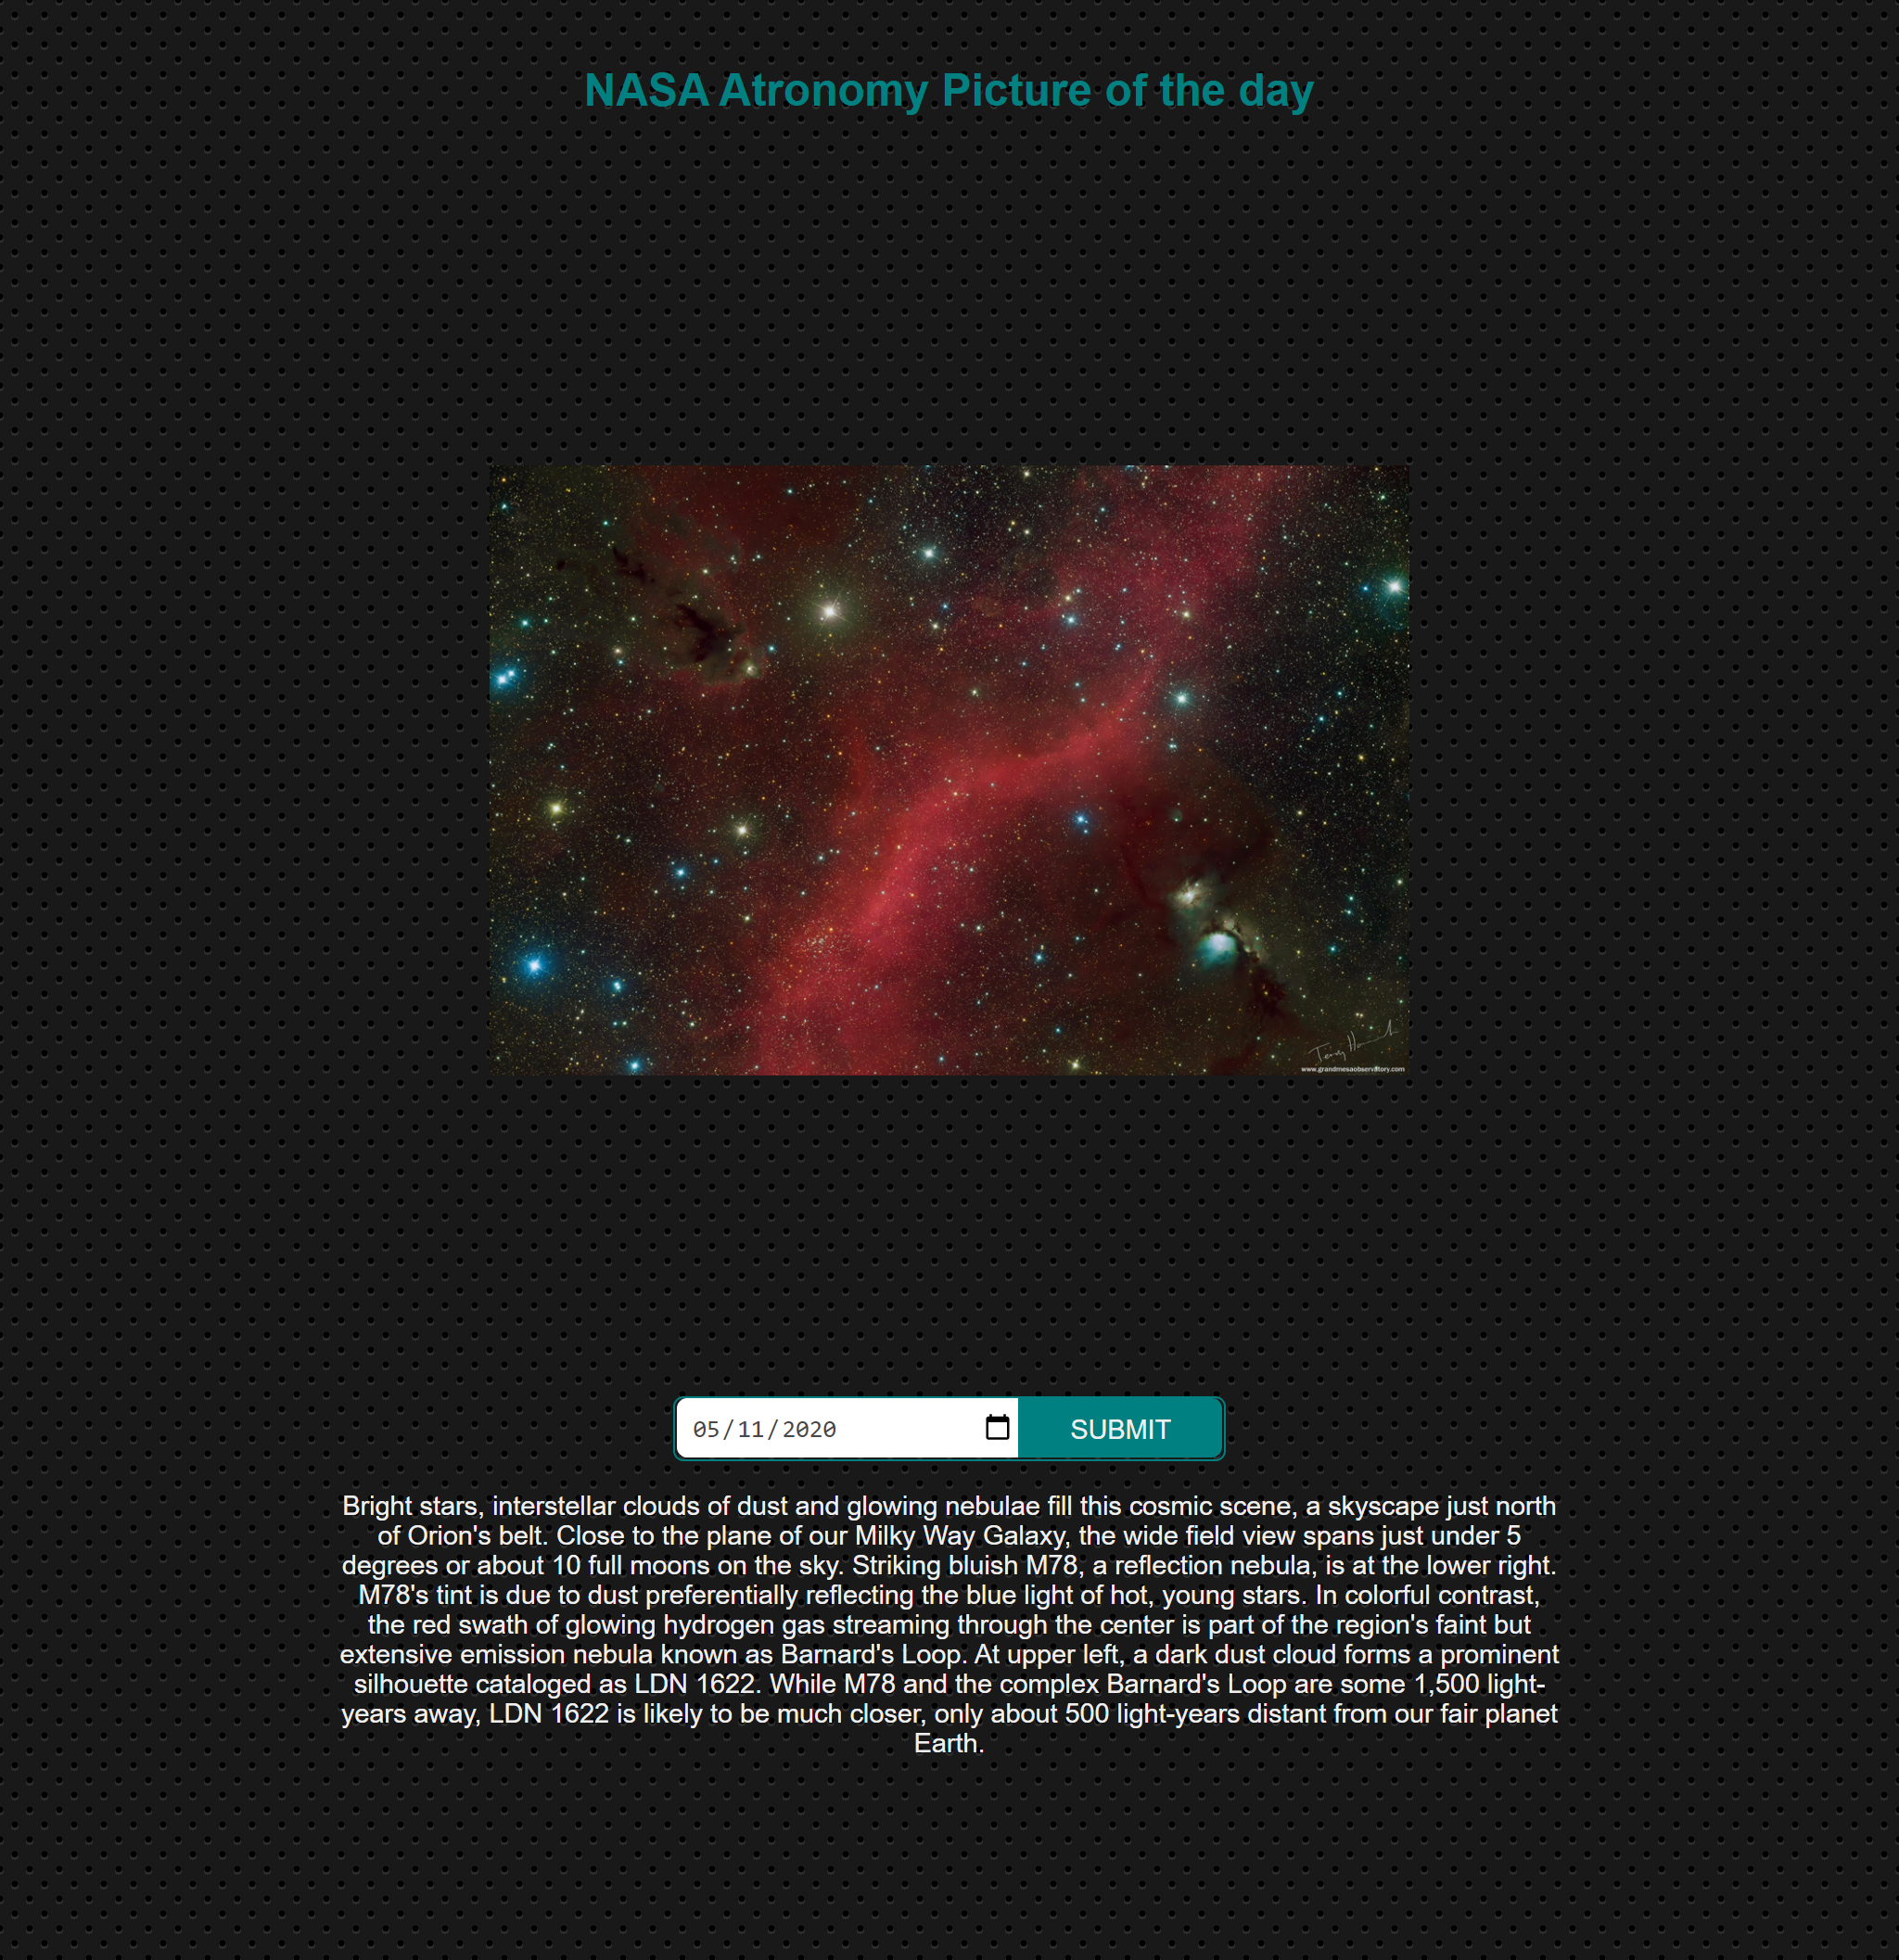 NASA Atronomy Picture of the day
www.grandmesaobservatory.com
05/11/2020
SUBMIT
Bright stars, interstellar clouds of dust and glowing nebulae fill this cosmic scene, a skyscape just north
of Orion's belt. Close to the plane of our Milky Way Galaxy, the wide field view spans just under 5
degrees or about 10 full moons on the sky. Striking bluish M78, a reflection nebula, is at the lower right.
M78's tint is due to dust preferentially reflecting the blue light of hot, young stars. In colorful contrast,
the red swath of glowing hydrogen gas streaming through the center is part of the region's faint but
extensive emission nebula known as Barnard's Loop. At upper left, a dark dust cloud forms a prominent
silhouette cataloged as LDN 1622. While M78 and the complex Barnard's Loop are some 1,500 light-
years away, LDN 1622 is likely to be much closer, only about 500 light-years distant from our fair planet
Earth.